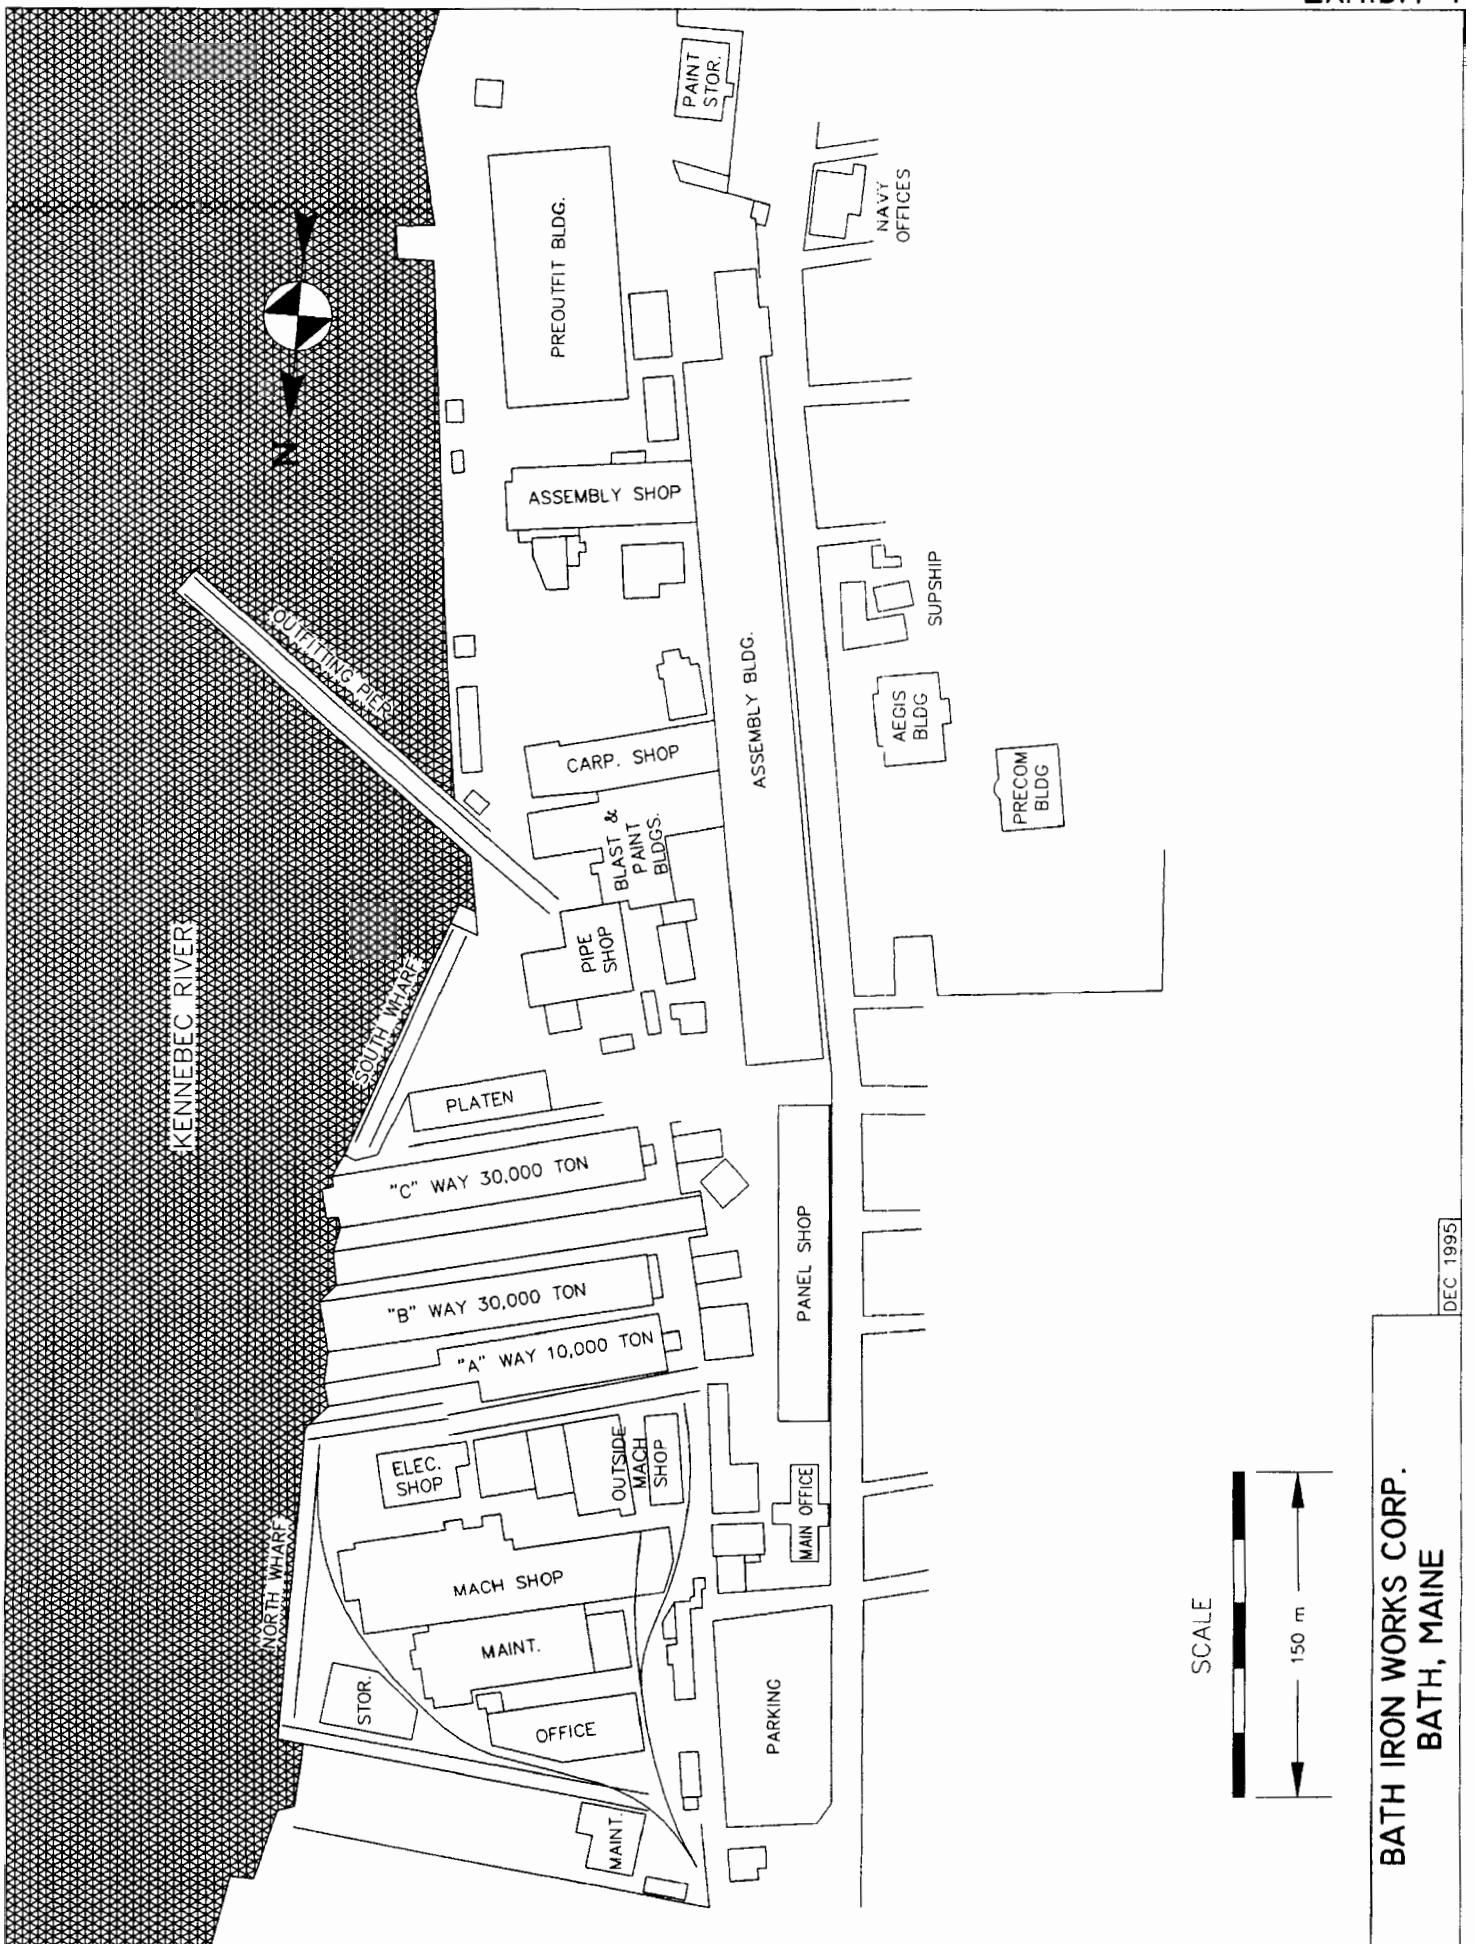 KENNEBEC RIVER
N
OUTFITTING PIER
SOUTH WHARF
NORTH WHARF
PAINT
STOR.
NAVY
OFFICES
PREOUTFIT BLDG.
ASSEMBLY SHOP
SUPSHIP
ASSEMBLY BLDG.
AEGIS
BLDG
PRECOM
BLDG
CARP. SHOP
BLAST &
PAINT
BLDGS.
PIPE
SHOP
PLATEN
"C" WAY 30,000 TON
"B" WAY 30,000 TON
"A" WAY 10,000 TON
PANEL SHOP
ELEC.
SHOP
OUTSIDE
MACH
SHOP
MAIN OFFICE
MACH SHOP
MAINT.
STOR.
OFFICE
PARKING
MAINT.
SCALE
150 m
DEC 1995
BATH IRON WORKS CORP.
BATH, MAINE